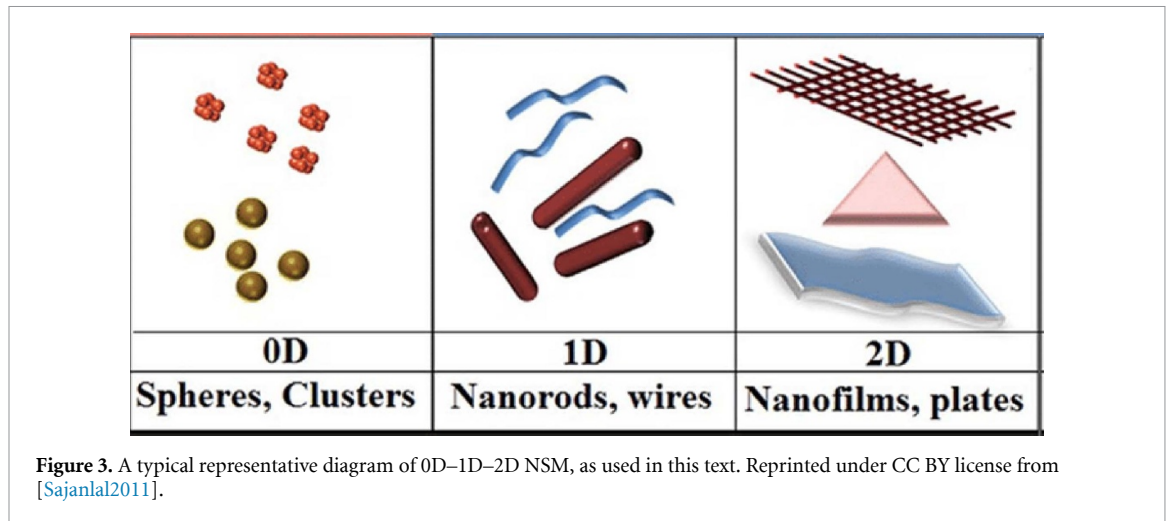 0D 1D 2D
Spheres, Clusters Nanorods, wires Nanofilms, plates
Figure 3. A typical representative diagram of 0D–1D–2D NSM, as used in this text. Reprinted under CC BY license from
[Sajanlal2011].